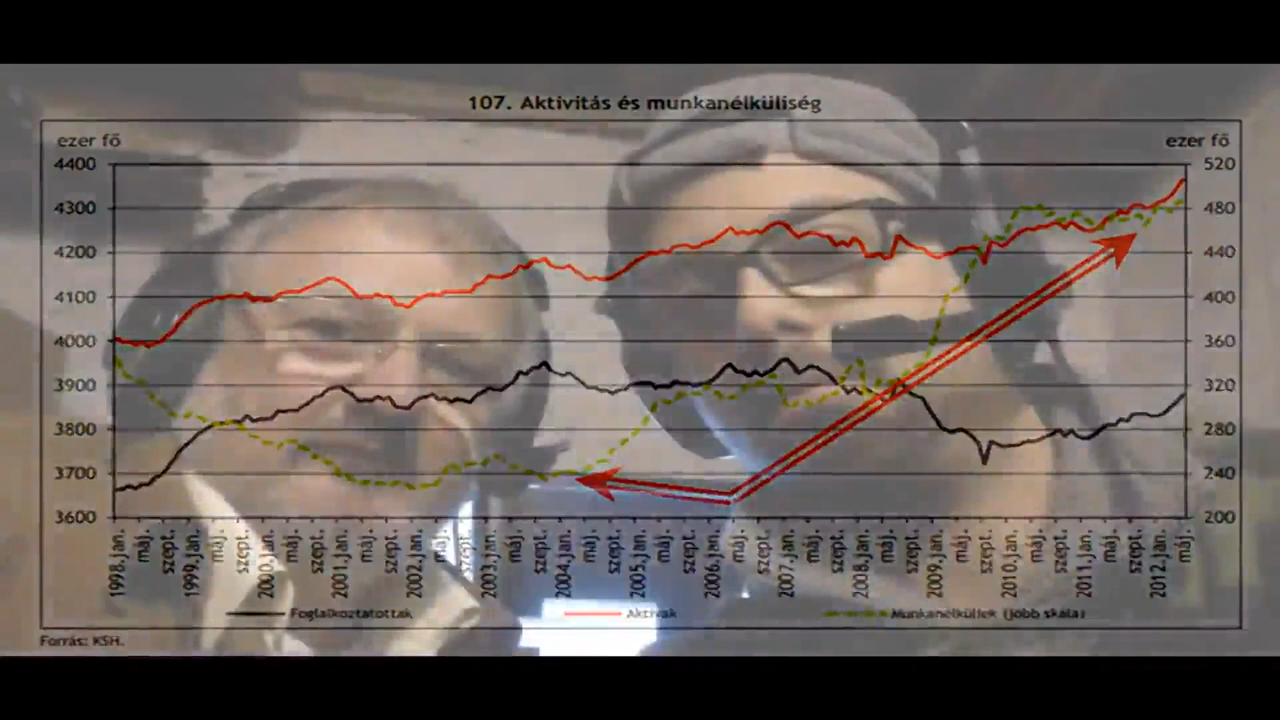 107. Aktivitás és munkanélküliség
ezer fő ezer fő
4400 520
4300 480
4200 440
4100 400
4000 360
3900 320
3800 280
3700 240
3600 200
1998.jan. máj. szept. 1999.jan. máj. szept. 2000.jan. máj. szept. 2001.jan. máj. szept. 2002.jan. máj. szept. 2003.jan. máj. szept. 2004.jan. máj. szept. 2005.jan. máj. szept. 2006.jan. máj. szept. 2007.jan. máj. szept. 2008.jan. máj. szept. 2009.jan. máj. szept. 2010.jan. máj. szept. 2011.jan. máj. szept. 2012.jan. máj.
Foglalkoztatottak Aktívak Munkanélküliek (jobb skála)
Forrás: KSH.